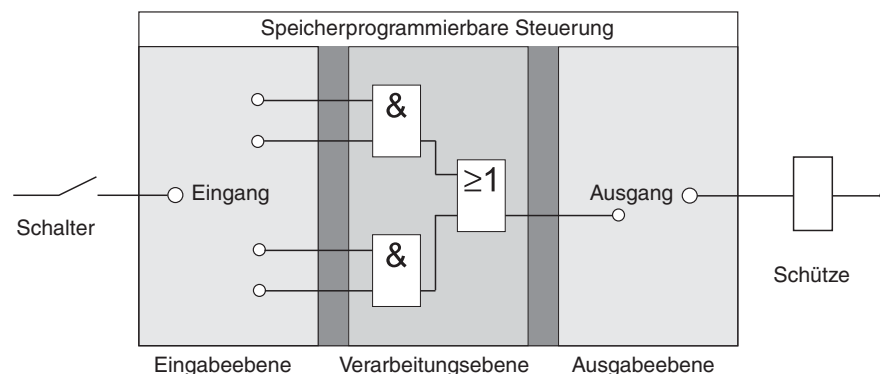 Speicherprogrammierbare Steuerung
&
≥1
Eingang
Ausgang
Schalter
&
Schütze
Eingabeebene
Verarbeitungsebene
Ausgabeebene